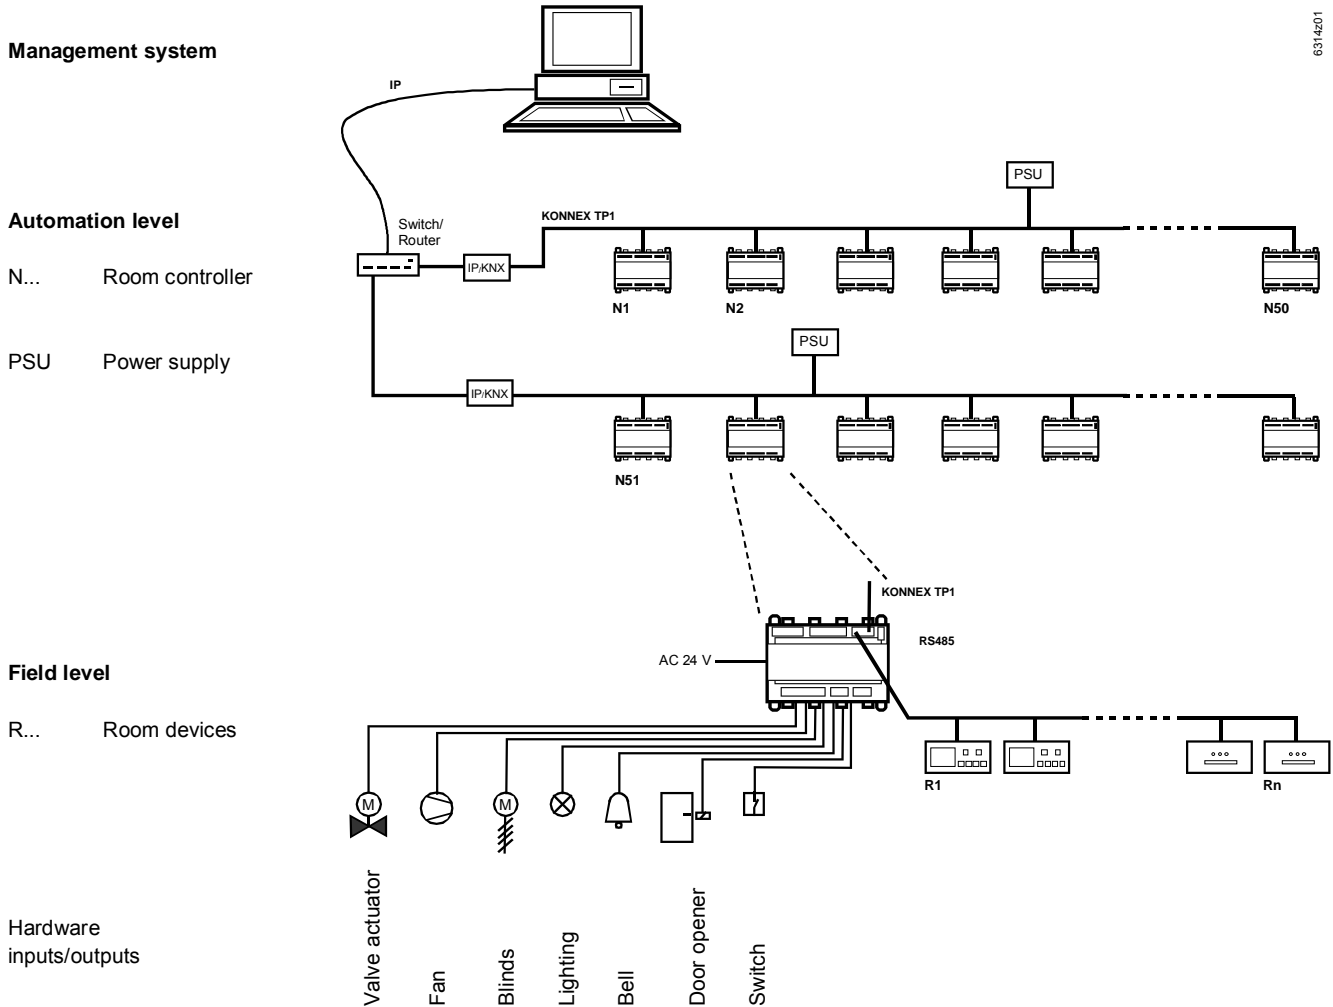 6314z01
Management system
IP
PSU
Automation level
Switch/
Router
KONNEX TP1
IP/KNX
N... Room controller
N1
N2
N50
PSU
PSU Power supply
IP/KNX
N51
KONNEX TP1
RS485
AC 24 V
Field level
R... Room devices
R1
Rn
M
M
Hardware
inputs/outputs
Valve actuator
Fan
Blinds
Lighting
Bell
Door opener
Switch